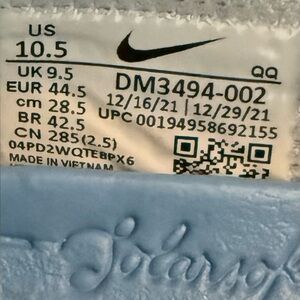 US
10.5
QQ
UK 9.5
EUR 44.5
cm 28.5
BR 42.5
CN 285(2.5)
DM3494-002
12/16/21 | 12/29/21
UPC 00194958692155
04PD2WQTEBPX6
MADE IN VIETNAM
Solarsof